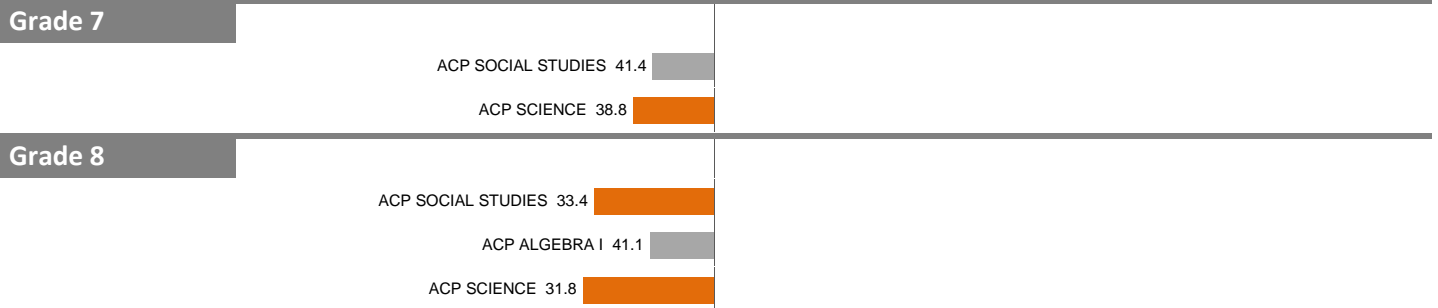 Grade 7
ACP SOCIAL STUDIES 41.4
ACP SCIENCE 38.8
Grade 8
ACP SOCIAL STUDIES 33.4
ACP ALGEBRA I 41.1
ACP SCIENCE 31.8